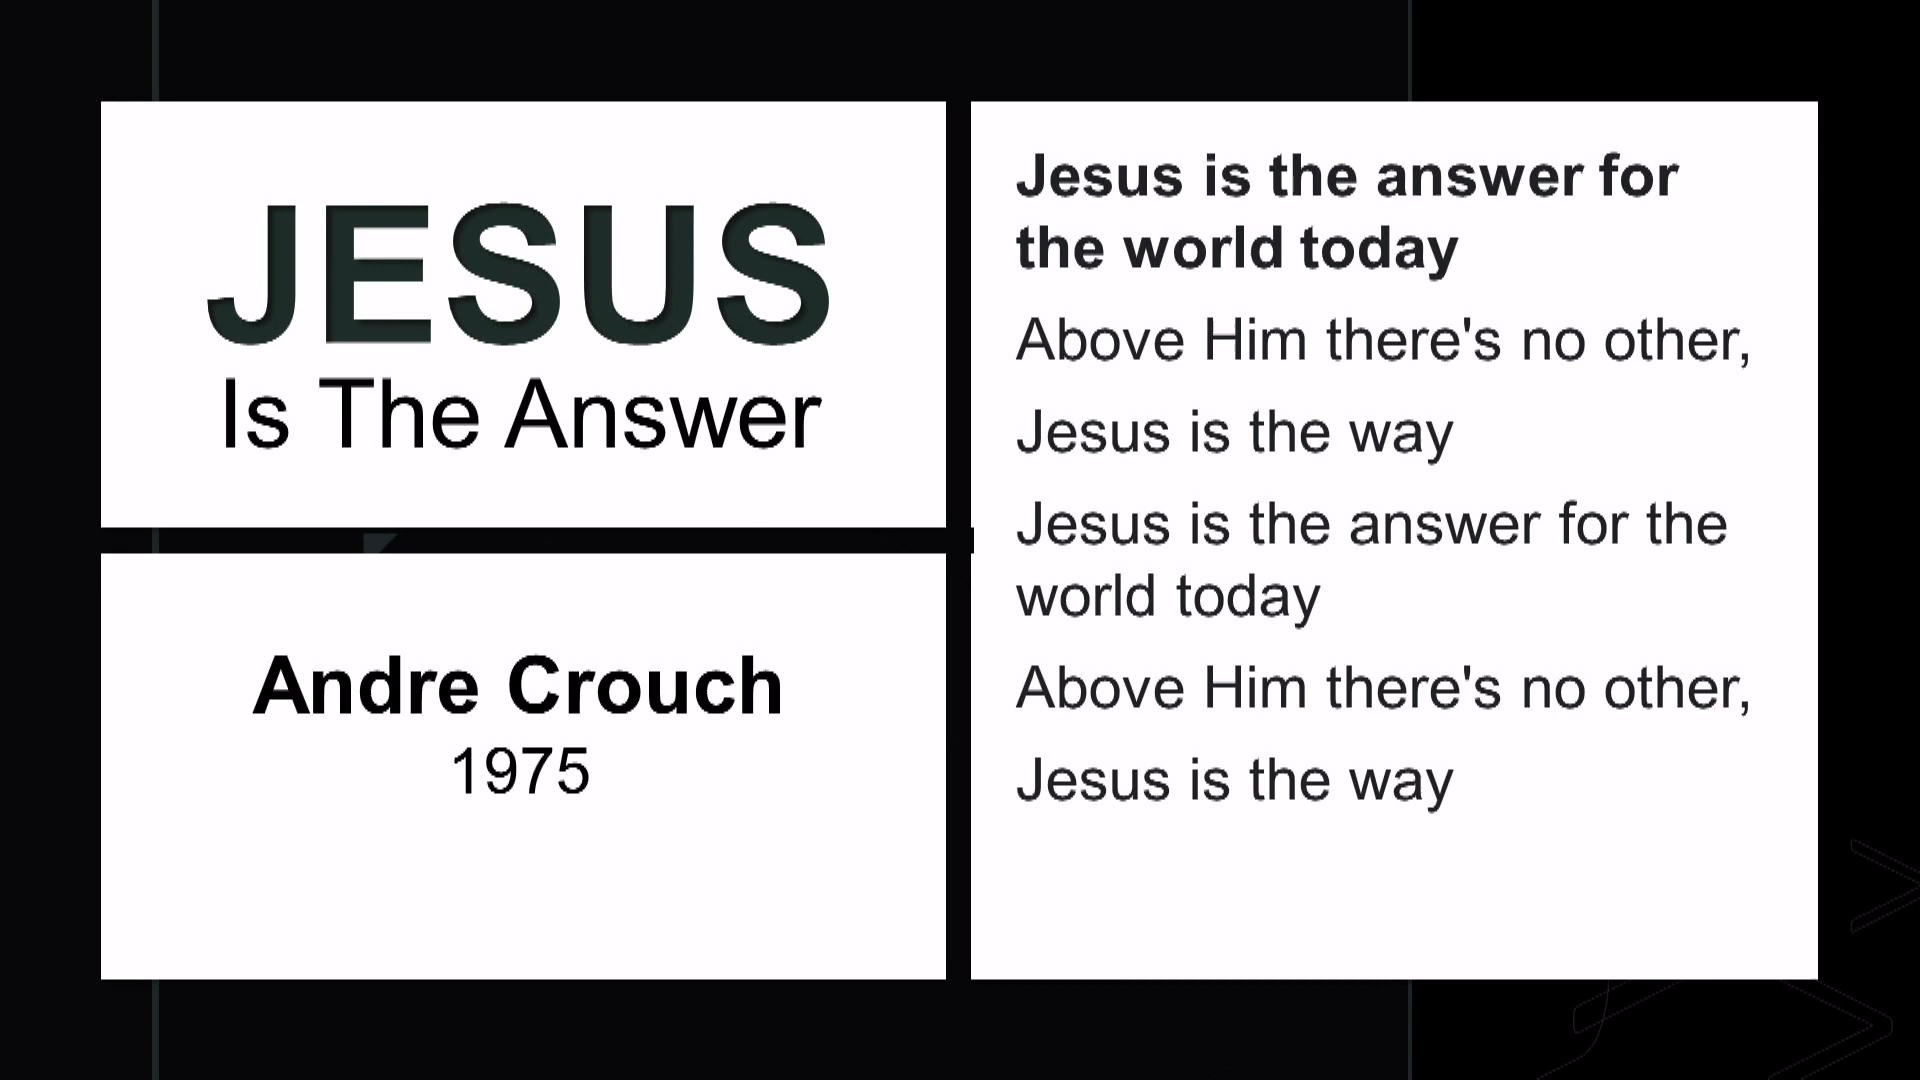 JESUS
Is The Answer
Andre Crouch
1975
Jesus is the answer for
the world today
Above Him there's no other,
Jesus is the way
Jesus is the answer for the
world today
Above Him there's no other,
Jesus is the way